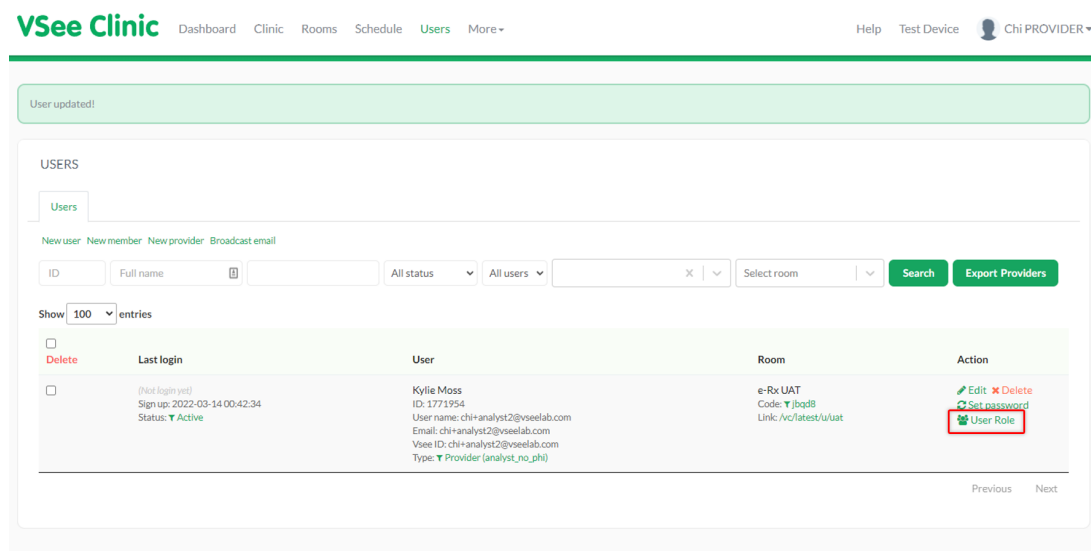 VSee Clinic Dashboard Clinic Rooms Schedule Users More Help Test Device Chi PROVIDER
User updated!
USERS
Users
New user New member New provider Broadcast email
ID Full name All status All users Select room Search Export Providers
Show 100 entries
Delete Last login User Room Action
(Not login yet) Kylie Moss e-Rx UAT Edit Delete
Sign up: 2022-03-14 00:42:34 ID: 1771954 Code: jbqd8 Set password
Status: Active User name: chi+analyst2@vseelab.com Link: /vc/latest/u/uat User Role
Email: chi+analyst2@vseelab.com
Vsee ID: chi+analyst2@vseelab.com
Type: Provider (analyst_no_phi)
Previous Next